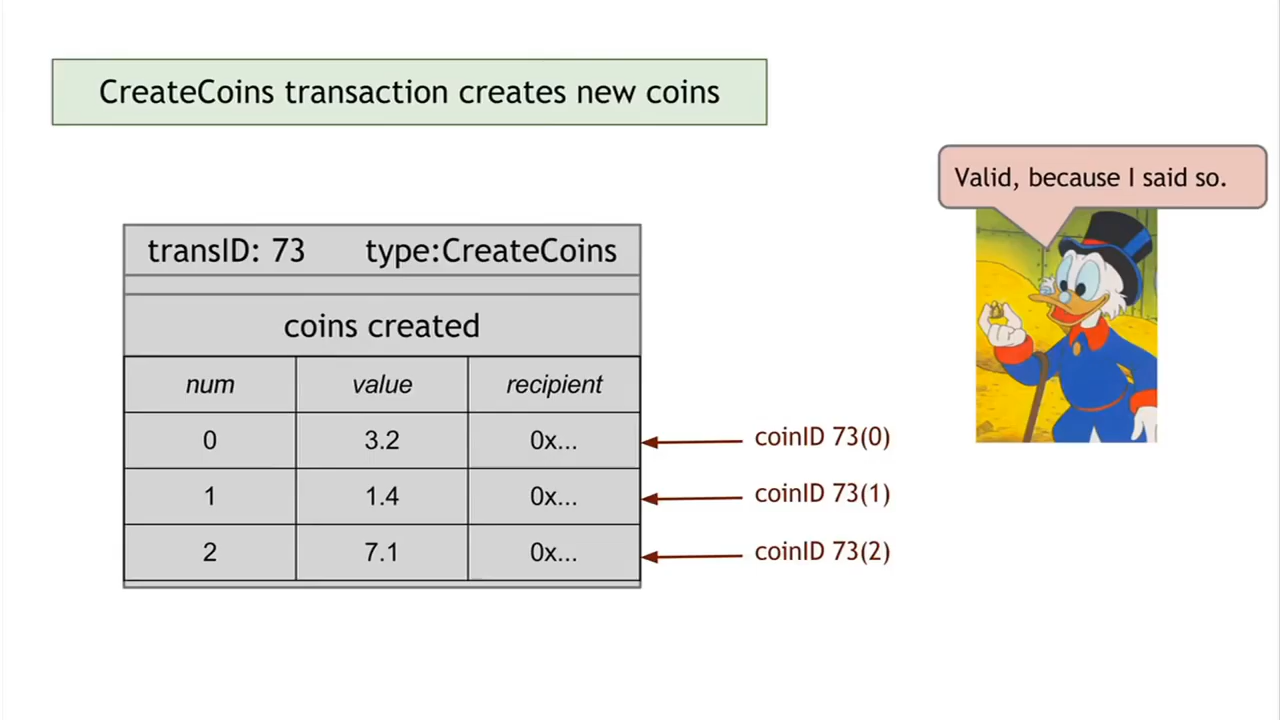 CreateCoins transaction creates new coins
Valid, because I said so.
transID: 73 type:CreateCoins
coins created
num value recipient
0 3.2 0x... coinID 73(0)
1 1.4 0x... coinID 73(1)
2 7.1 0x... coinID 73(2)